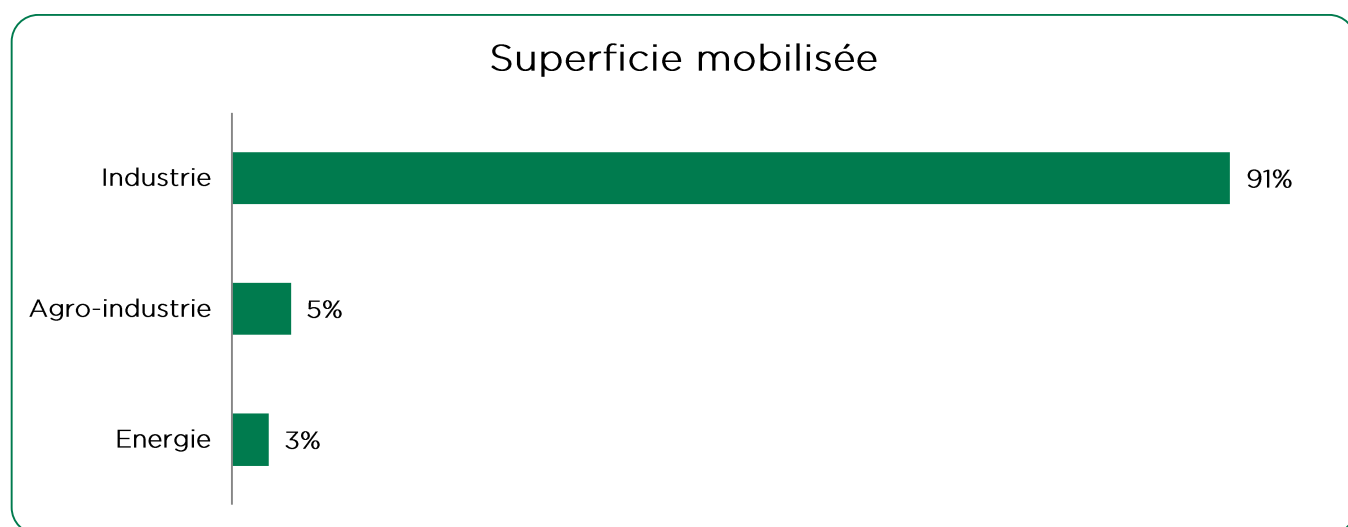 Superficie mobilisée
Industrie 91%
Agro-industrie 5%
Energie 3%